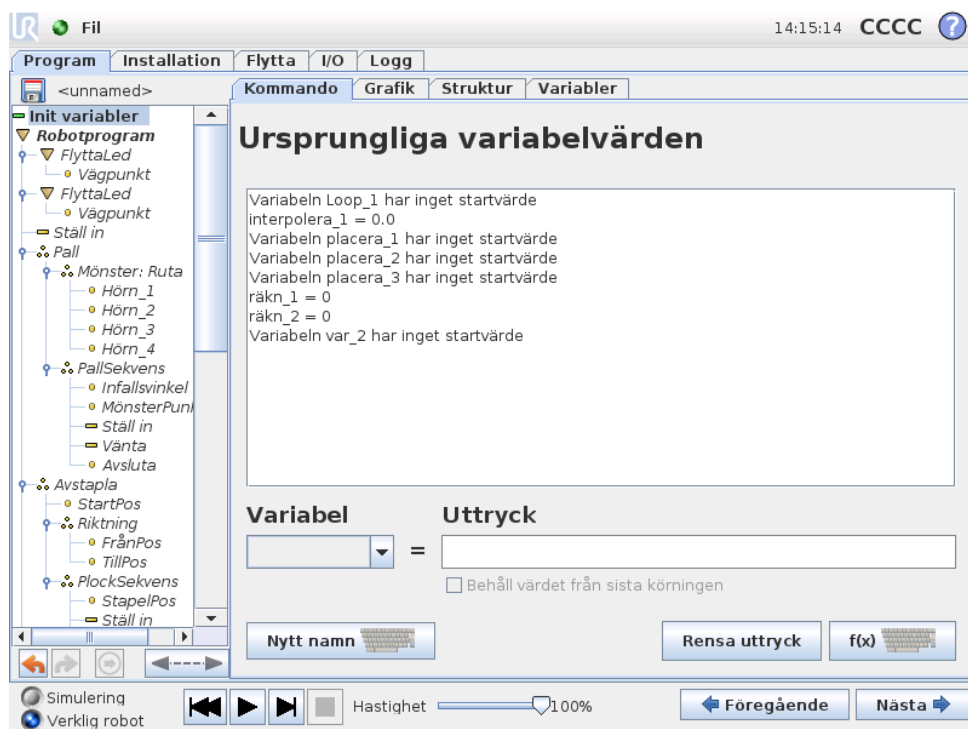 UR Fil 14:15:14 CCCC ?
Program Installation Flytta I/O Logg
<unnamed>
Kommando Grafik Struktur Variabler
Init variabler
Robotprogram
FlyttaLed
Vägpunkt
FlyttaLed
Vägpunkt
Ställ in
Pall
Mönster: Ruta
Hörn_1
Hörn_2
Hörn_3
Hörn_4
PallSekvens
Infallsvinkel
MönsterPunl
Ställ in
Vänta
Avsluta
Avstapla
StartPos
Riktning
FrånPos
TillPos
PlockSekvens
StapelPos
Ställ in
Ursprungliga variabelvärden
Variabeln Loop_1 har inget startvärde
interpolera_1 = 0.0
Variabeln placera_1 har inget startvärde
Variabeln placera_2 har inget startvärde
Variabeln placera_3 har inget startvärde
räkn_1 = 0
räkn_2 = 0
Variabeln var_2 har inget startvärde
Variabel Uttryck
=
Behåll värdet från sista körningen
Nytt namn Rensa uttryck f(x)
Simulering
Verklig robot
Hastighet 100%
Föregående Nästa